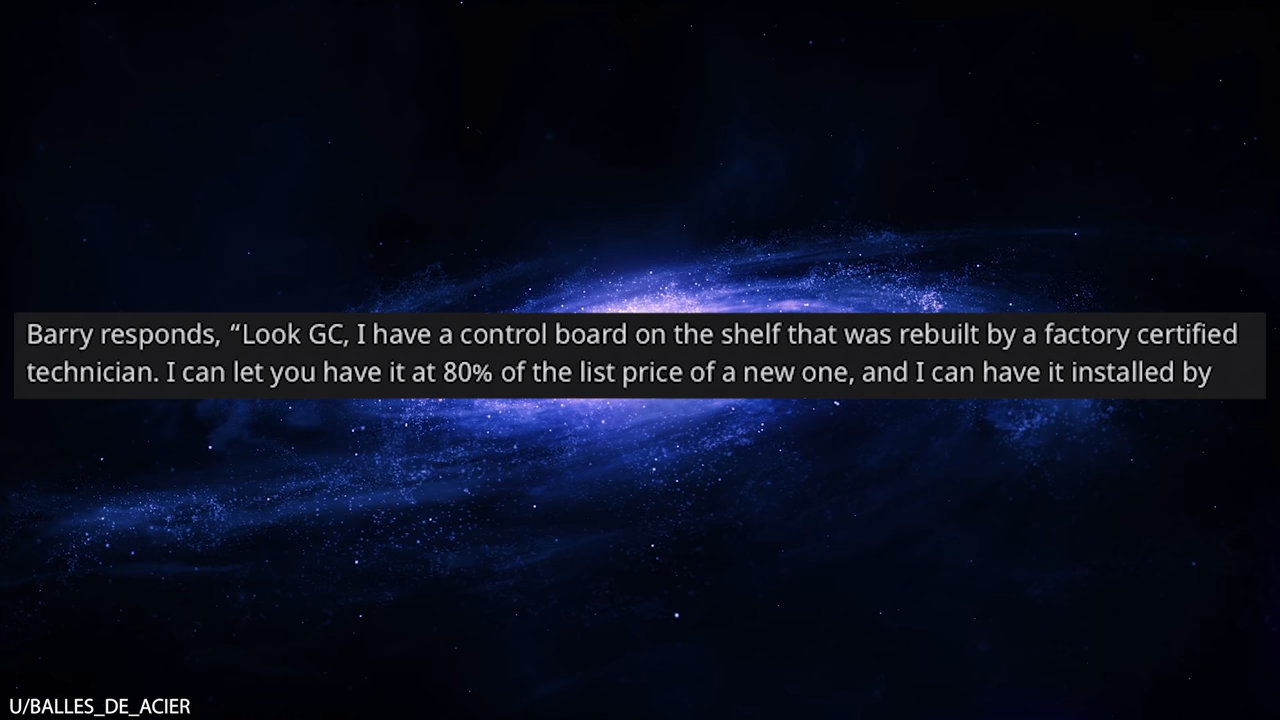 Barry responds, “Look GC, I have a control board on the shelf that was rebuilt by a factory certified
technician. I can let you have it at 80% of the list price of a new one, and I can have it installed by
U/BALLES_DE_ACIER